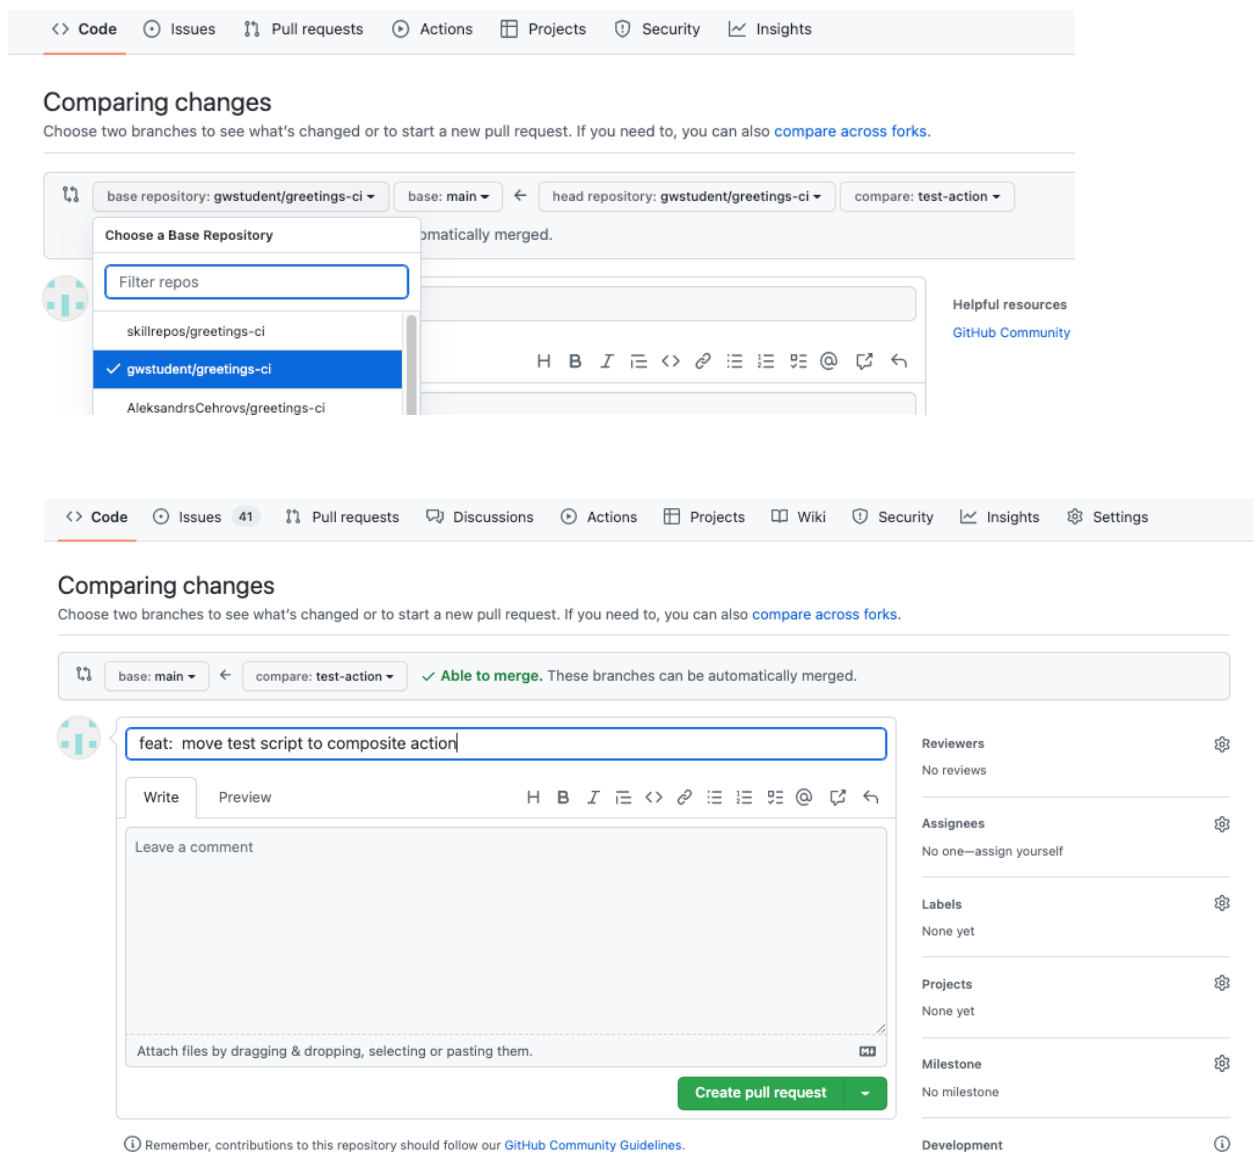 Code Issues Pull requests Actions Projects Security Insights
Comparing changes
Choose two branches to see what's changed or to start a new pull request. If you need to, you can also compare across forks.
base repository: gwstudent/greetings-ci base: main head repository: gwstudent/greetings-ci compare: test-action
Choose a Base Repository
omatically merged.
Filter repos
Helpful resources
skillrepos/greetings-ci
GitHub Community
gwstudent/greetings-ci
AleksandrsCehrovs/greetings-ci
Code Issues 41 Pull requests Discussions Actions Projects Wiki Security Insights Settings
Comparing changes
Choose two branches to see what's changed or to start a new pull request. If you need to, you can also compare across forks.
base: main compare: test-action Able to merge. These branches can be automatically merged.
feat:  move test script to composite action
Reviewers
No reviews
Write Preview
Assignees
No one—assign yourself
Leave a comment
Labels
None yet
Projects
None yet
Attach files by dragging & dropping, selecting or pasting them.
Milestone
No milestone
Create pull request
Remember, contributions to this repository should follow our GitHub Community Guidelines.
Development